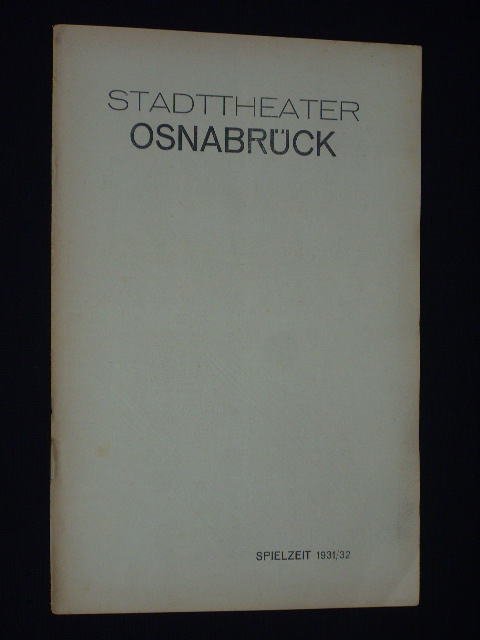 STADTTHEATER
OSNABRÜCK
SPIELZEIT 1931/32